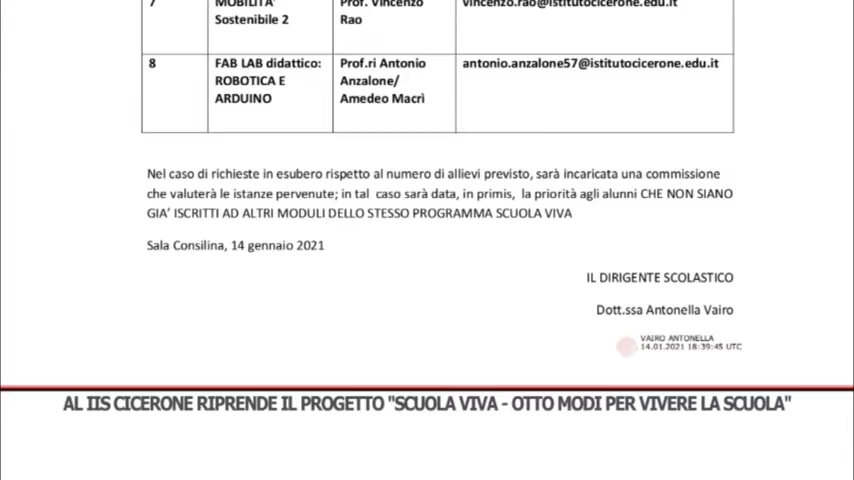 7
MOBILITA'
Sostenibile 2
Prof. Vincenzo
Rao
vincenzo.rao@istitutocicerone.edu.it
8
FAB LAB didattico:
ROBOTICA E
ARDUINO
Prof.ri Antonio
Anzalone/
Amedeo Macrì
antonio.anzalone57@istitutocicerone.edu.it
Nel caso di richieste in esubero rispetto al numero di allievi previsto, sarà incaricata una commissione
che valuterà le istanze pervenute; in tal caso sarà data, in primis, la priorità agli alunni CHE NON SIANO
GIA' ISCRITTI AD ALTRI MODULI DELLO STESSO PROGRAMMA SCUOLA VIVA
Sala Consilina, 14 gennaio 2021
IL DIRIGENTE SCOLASTICO
Dott.ssa Antonella Vairo
VAIRO ANTONELLA
14.01.2021 18:39:45 UTC
AL IIS CICERONE RIPRENDE IL PROGETTO "SCUOLA VIVA - OTTO MODI PER VIVERE LA SCUOLA"